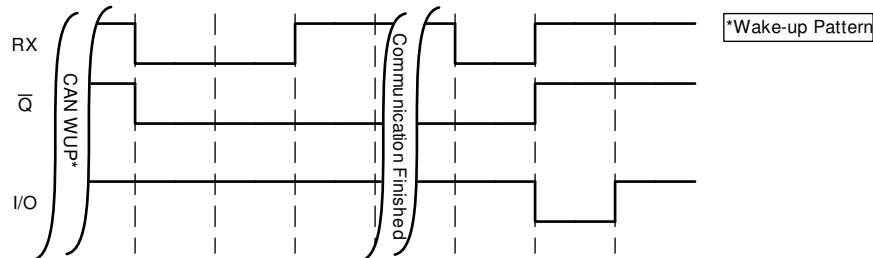 RX
Q̅
I/O
CAN WUP*
Communication Finished
*Wake-up Pattern